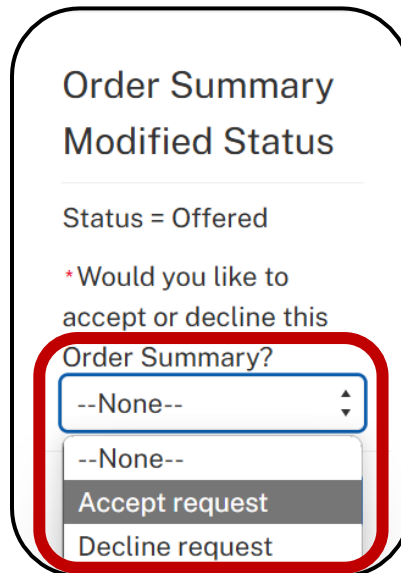 Order Summary
Modified Status
Status = Offered
*Would you like to
accept or decline this
Order Summary?
--None--
--None--
Accept request
Decline request